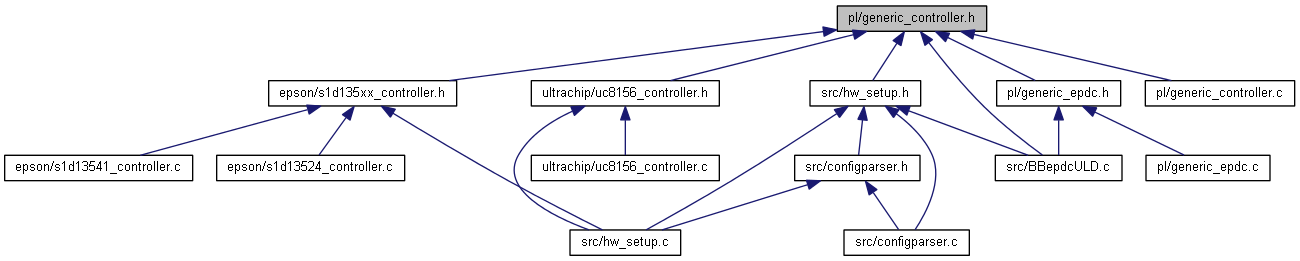 pl/generic_controller.h
epson/s1d135xx_controller.h
ultrachip/uc8156_controller.h
src/hw_setup.h
pl/generic_epdc.h
pl/generic_controller.c
epson/s1d13541_controller.c
epson/s1d13524_controller.c
ultrachip/uc8156_controller.c
src/configparser.h
src/BBepdcULD.c
pl/generic_epdc.c
src/hw_setup.c
src/configparser.c